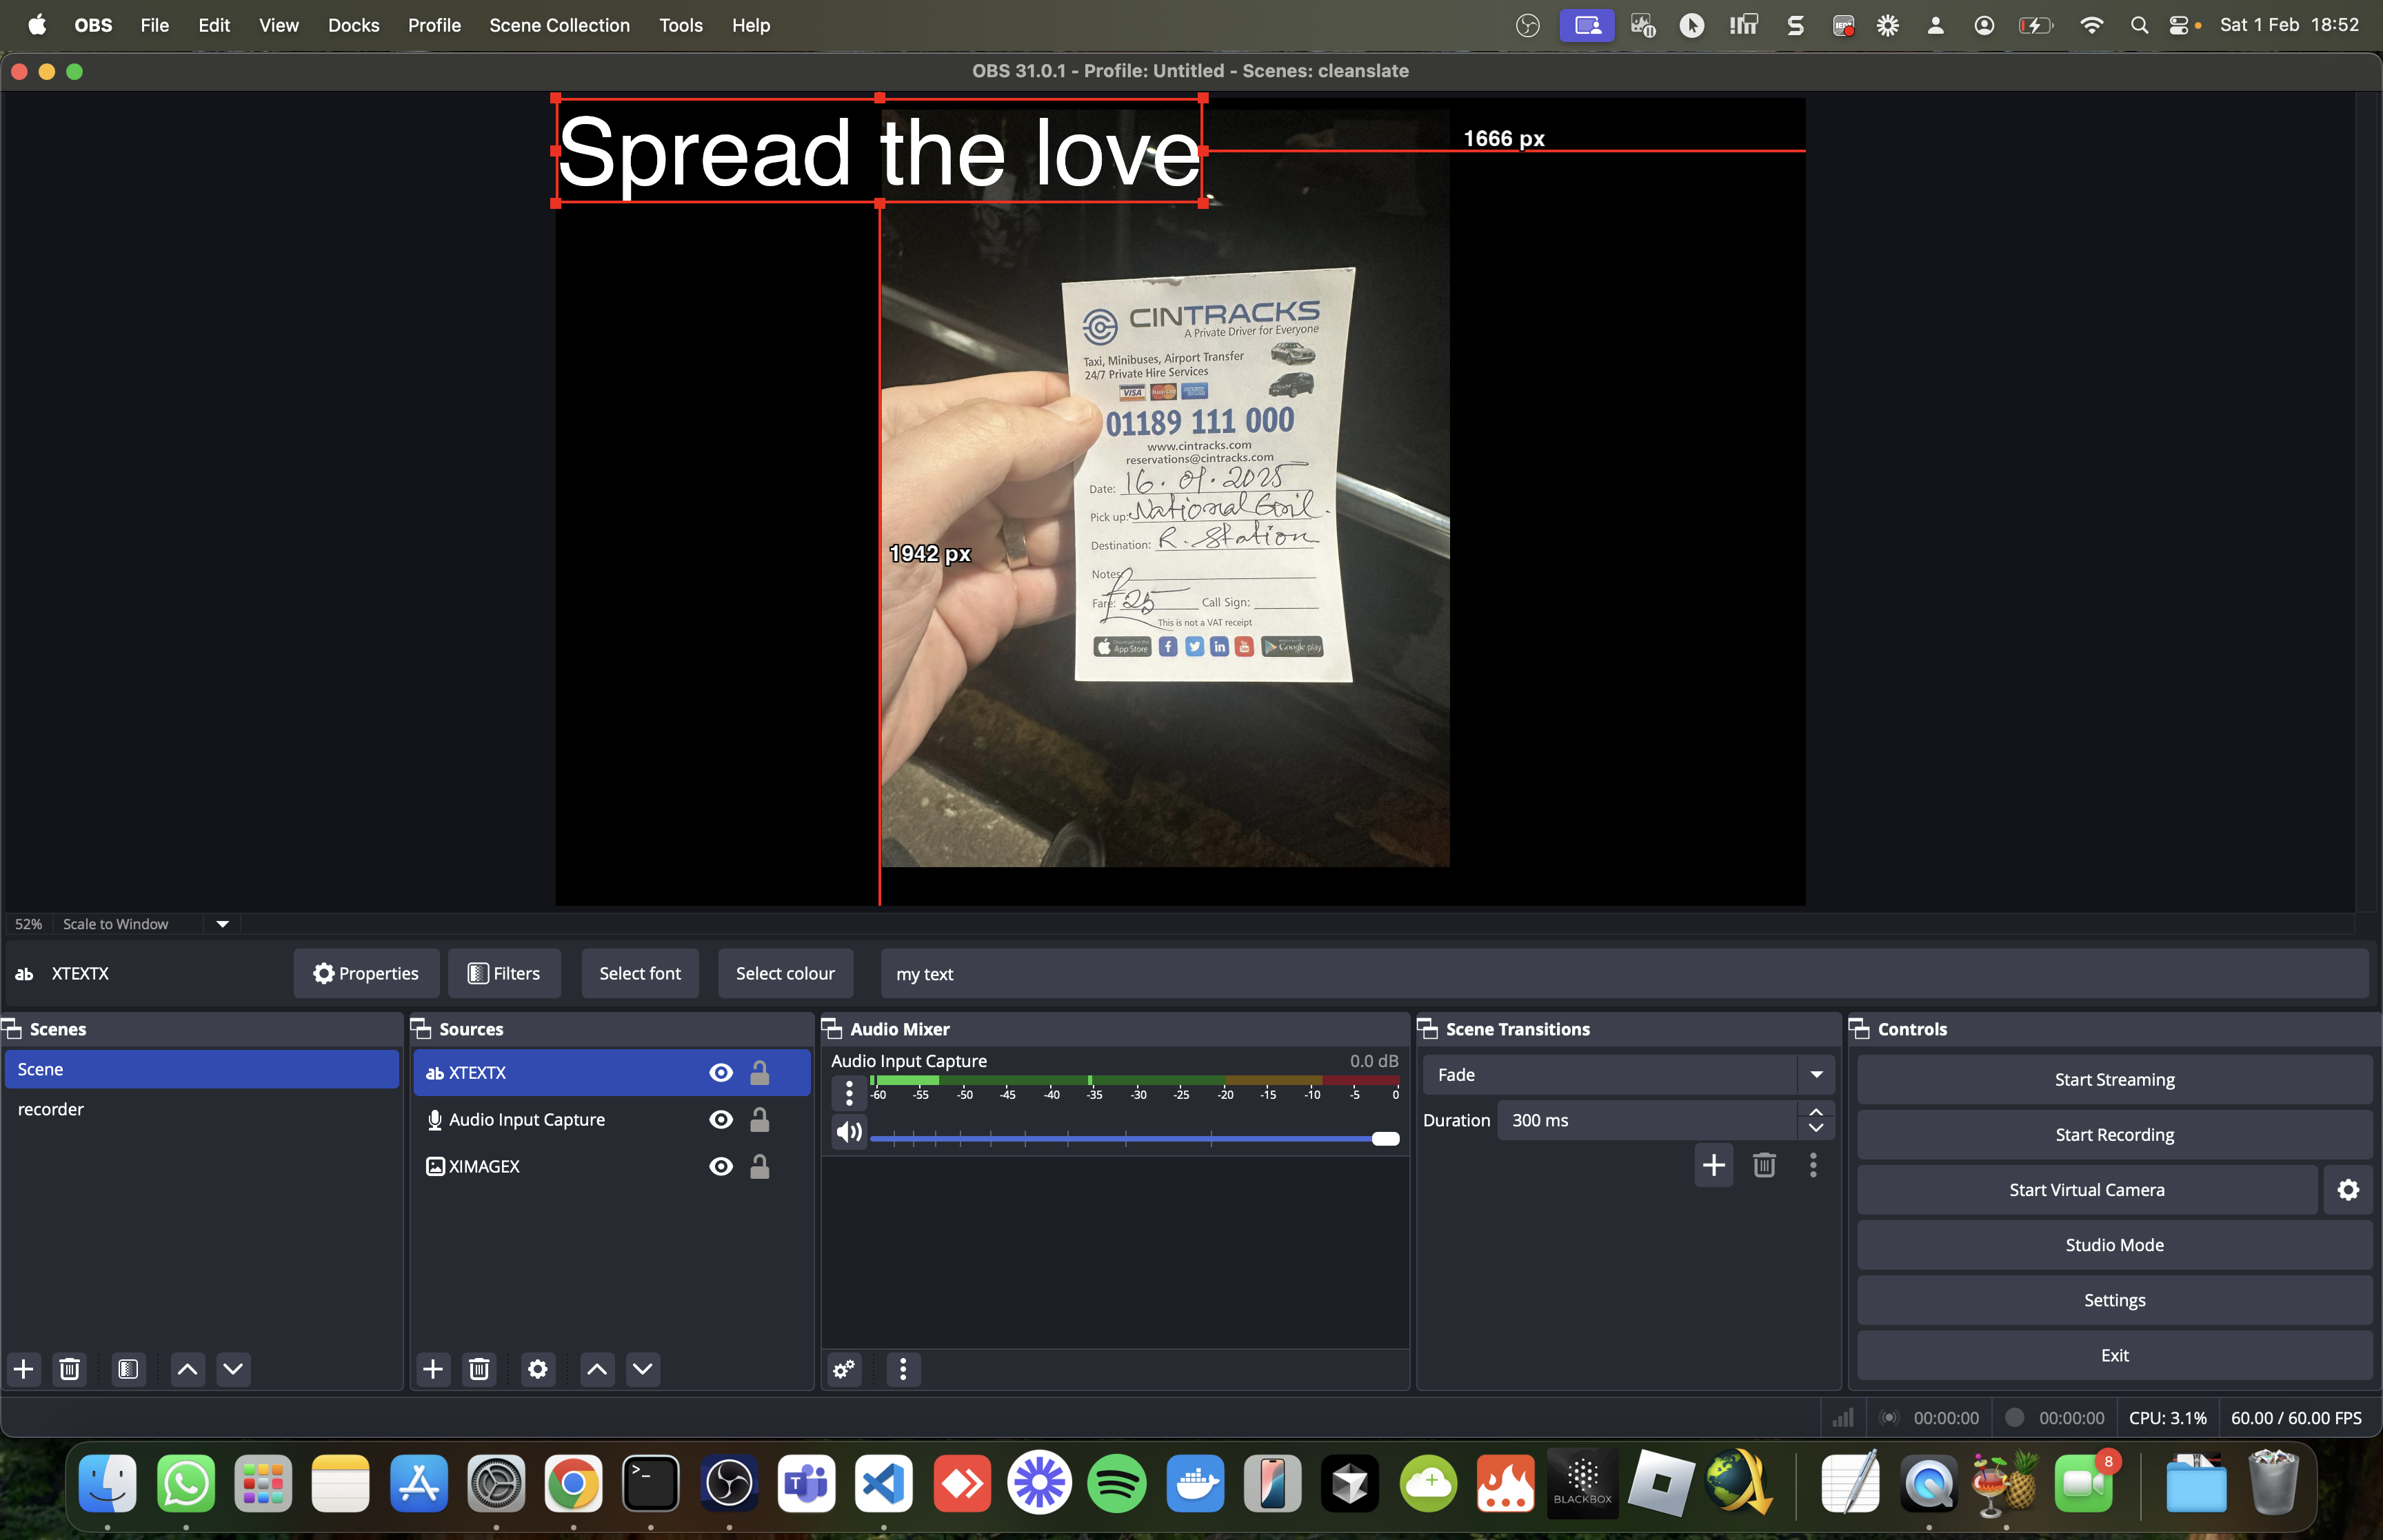 OBS File Edit View Docks Profile Scene Collection Tools Help
Sat 1 Feb 18:52
OBS 31.0.1 - Profile: Untitled - Scenes: cleanslate
Spread the love
1666 px
CINTRACKS
A Private Driver for Everyone
Taxi, Minibuses, Airport Transfer
24/7 Private Hire Services
VISA
01189 111 000
www.cintracks.com
reservations@cintracks.com
Date: 16.01.2025
Pick up: National Gril.
Destination: R. Station
1942 px
Notes:
Fare: £25 Call Sign:
This is not a VAT receipt
Download on the
App Store
Google play
52% Scale to Window
ab XTEXTX Properties Filters Select font Select colour my text
Scenes
Scene
recorder
Sources
ab XTEXTX
Audio Input Capture
XIMAGEX
Audio Mixer
Audio Input Capture 0.0 dB
-60 -55 -50 -45 -40 -35 -30 -25 -20 -15 -10 -5 0
Scene Transitions
Fade
Duration 300 ms
Controls
Start Streaming
Start Recording
Start Virtual Camera
Studio Mode
Settings
Exit
00:00:00 00:00:00 CPU: 3.1% 60.00 / 60.00 FPS
BLACKBOX
8